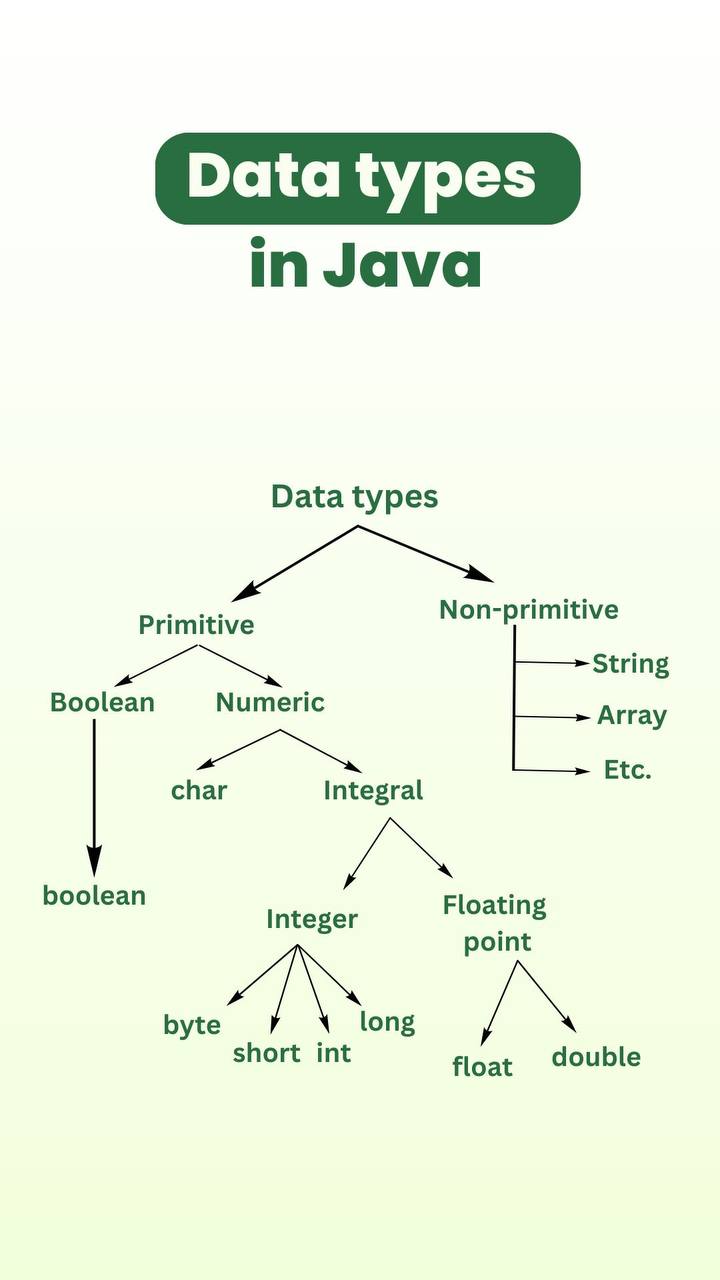 Data types
in Java
Data types
Primitive
Non-primitive
String
Array
Etc.
Boolean
Numeric
char
Integral
boolean
Integer
Floating
point
byte
short
int
long
float
double